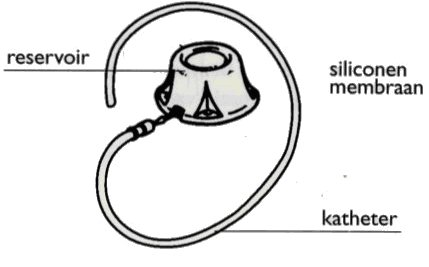 reservoir
siliconen
membraan
katheter